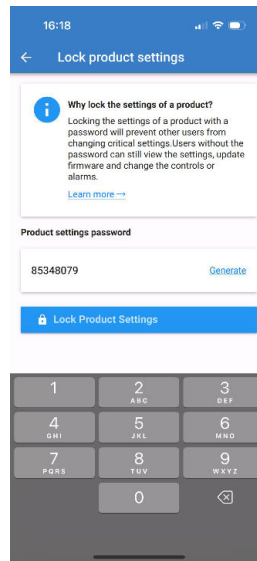 16:18
Lock product settings
Why lock the settings of a product?
Locking the settings of a product with a
password will prevent other users from
changing critical settings.Users without the
password can still view the settings, update
firmware and change the controls or
alarms.
Learn more →
Product settings password
85348079 Generate
Lock Product Settings
1 2 3
ABC DEF
4 5 6
GHI JKL MNO
7 8 9
PQRS TUV WXYZ
0